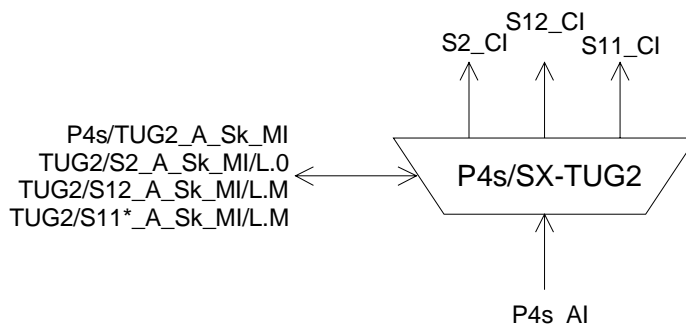 S12_CI
S2_CI
S11_CI
P4s/TUG2_A_Sk_MI
TUG2/S2_A_Sk_MI/L.0
TUG2/S12_A_Sk_MI/L.M
TUG2/S11*_A_Sk_MI/L.M
P4s/SX-TUG2
P4s_AI